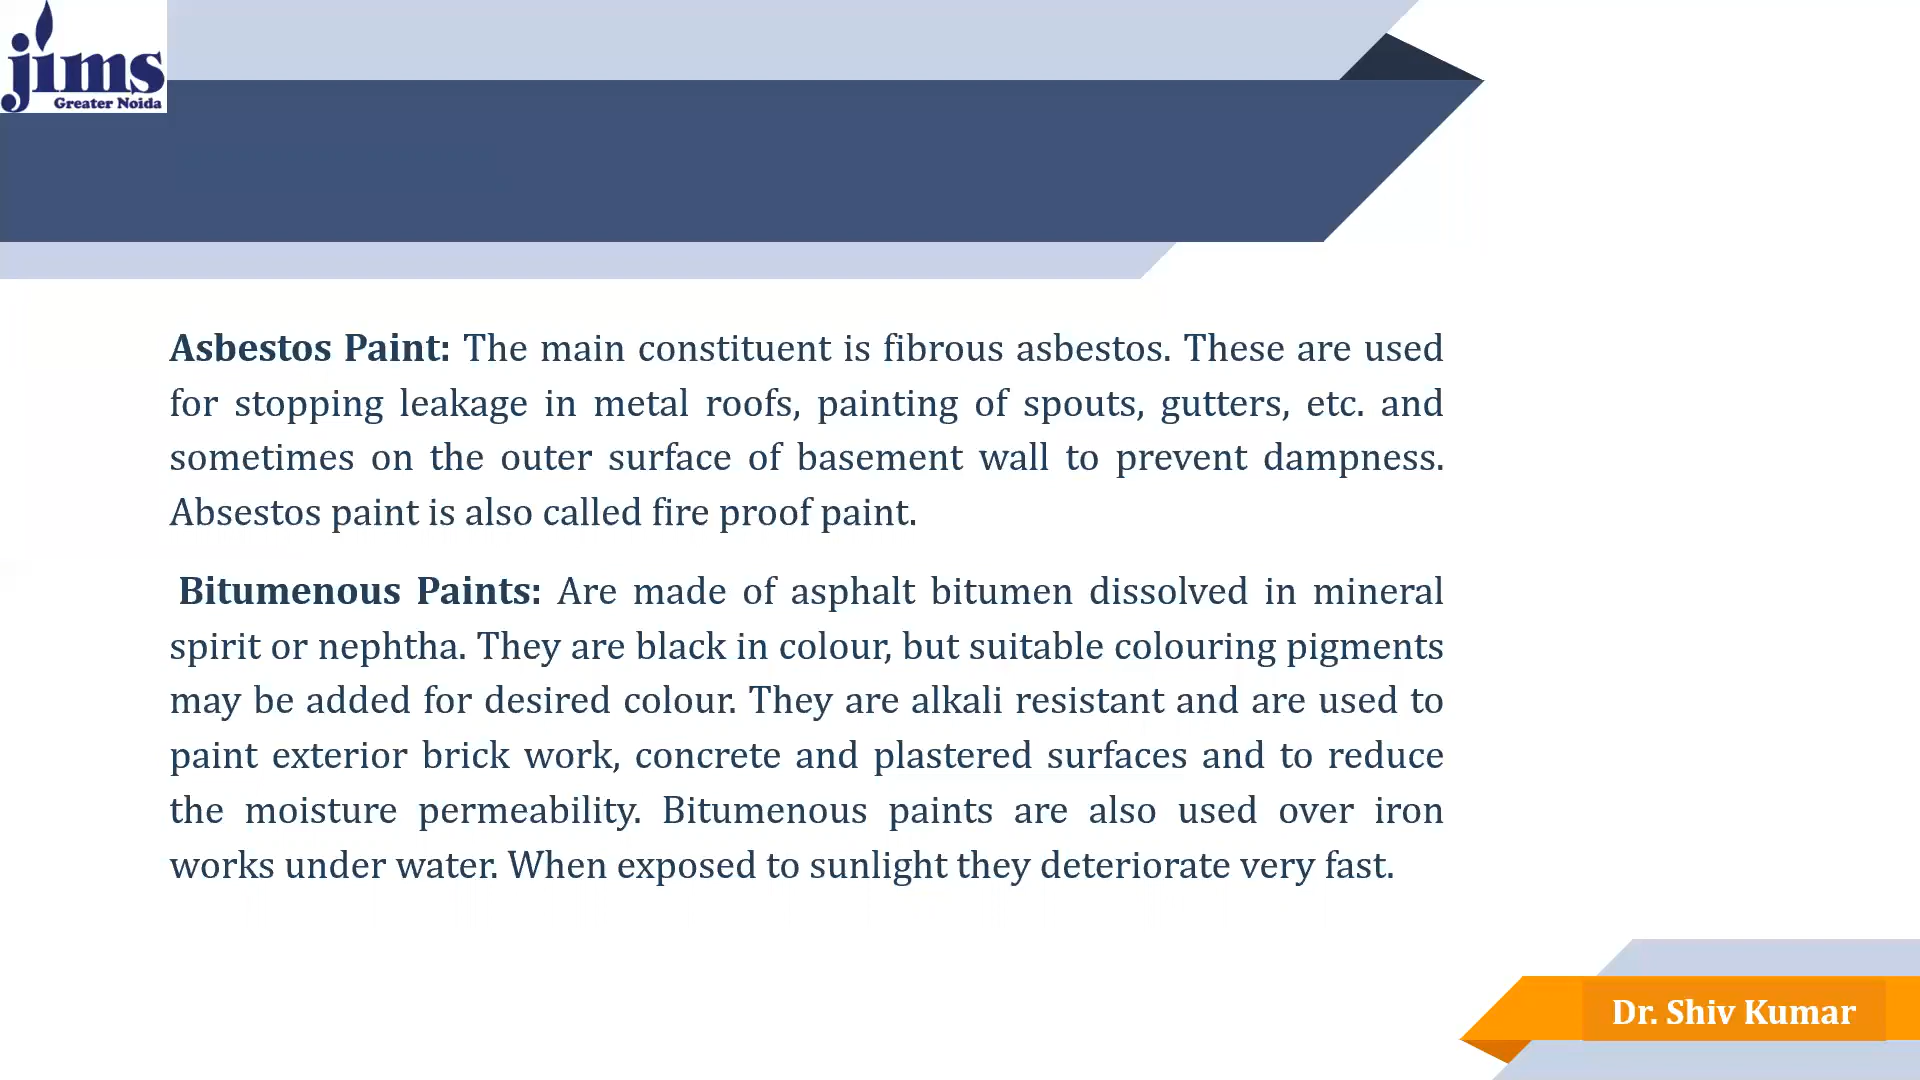 jims
Greater Noida
Asbestos Paint: The main constituent is fibrous asbestos. These are used
for stopping leakage in metal roofs, painting of spouts, gutters, etc. and
sometimes on the outer surface of basement wall to prevent dampness.
Absestos paint is also called fire proof paint.
Bitumenous Paints: Are made of asphalt bitumen dissolved in mineral
spirit or nephtha. They are black in colour, but suitable colouring pigments
may be added for desired colour. They are alkali resistant and are used to
paint exterior brick work, concrete and plastered surfaces and to reduce
the moisture permeability. Bitumenous paints are also used over iron
works under water. When exposed to sunlight they deteriorate very fast.
Dr. Shiv Kumar